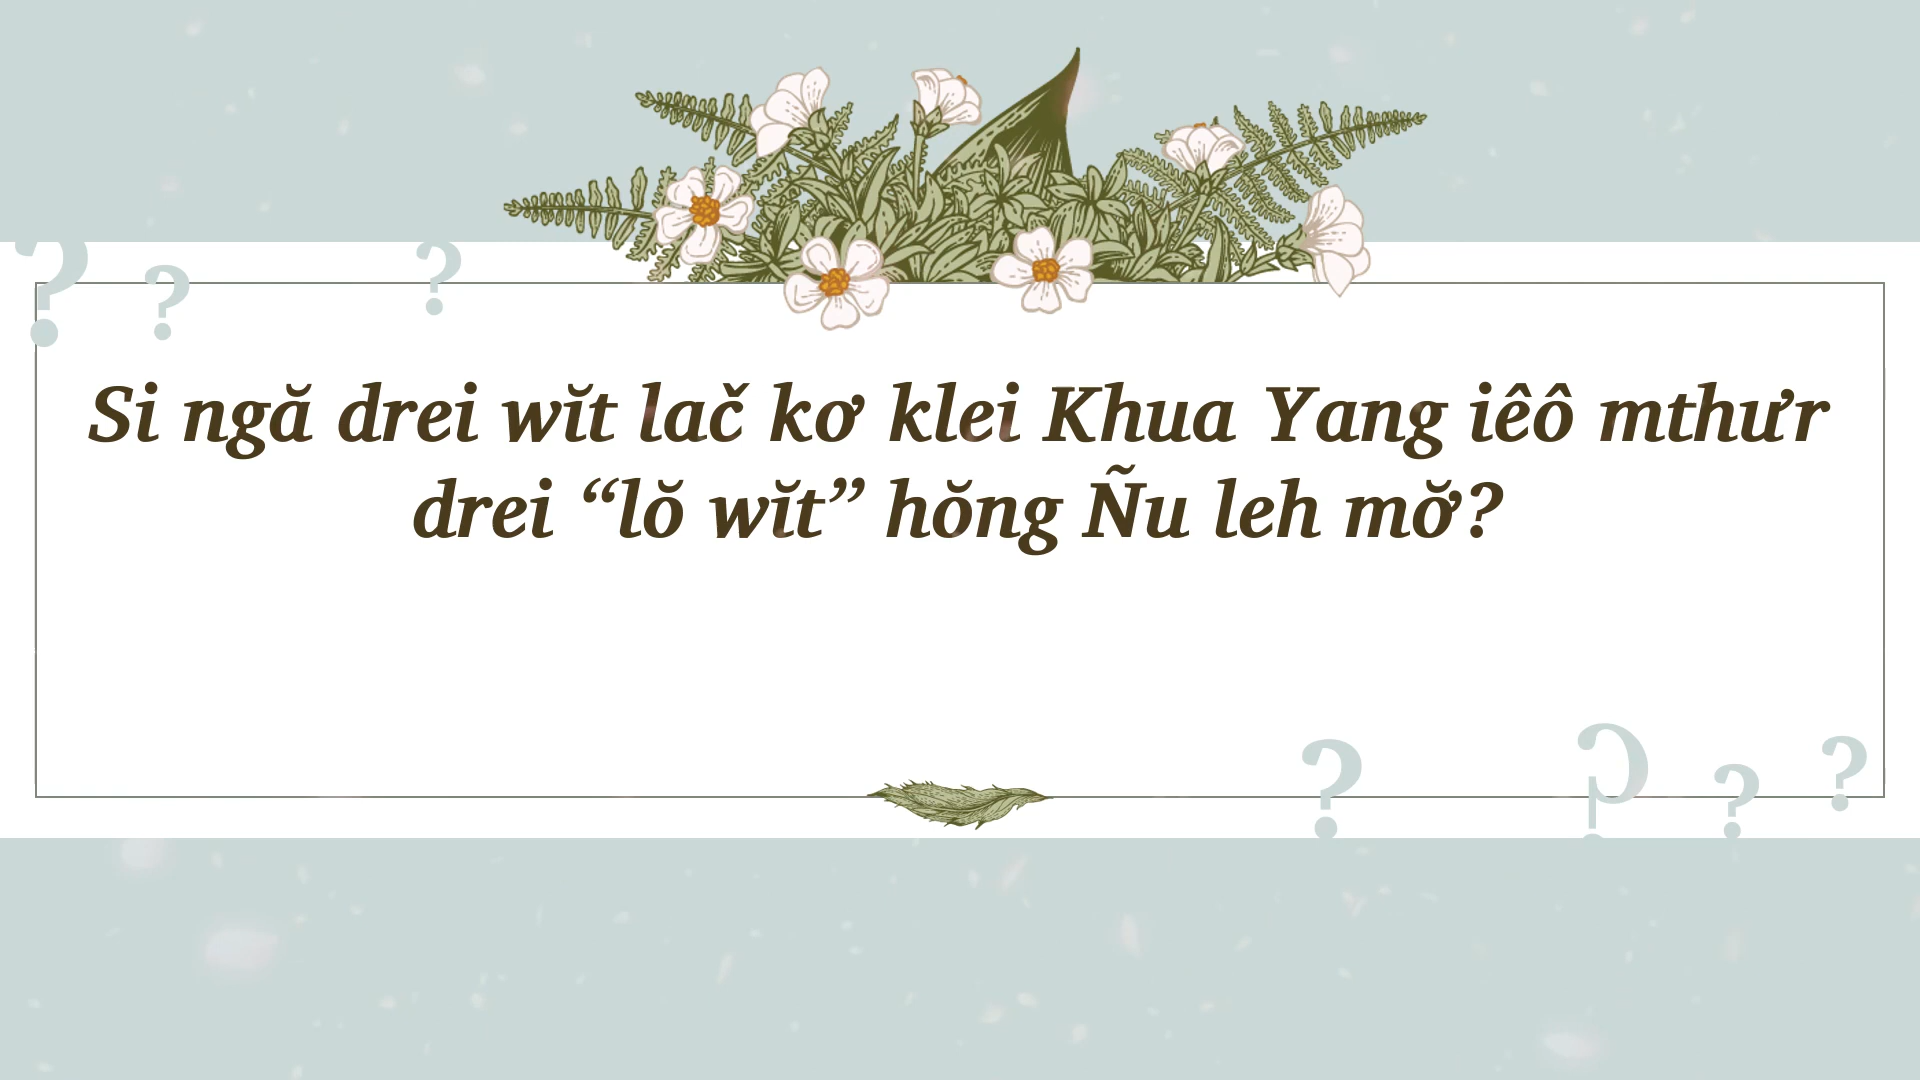 Si ngă drei wĭt lač kơ klei Khua Yang iêô mthưr
drei “lŏ wĭt” hŏng Ñu leh mơ̆?